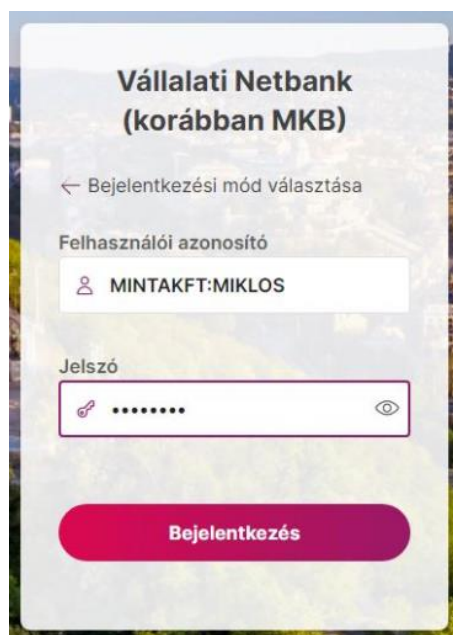 Vállalati Netbank
(korábban MKB)
← Bejelentkezési mód választása
Felhasználói azonosító
MINTAKFT:MIKLOS
Jelszó
••••••••
Bejelentkezés